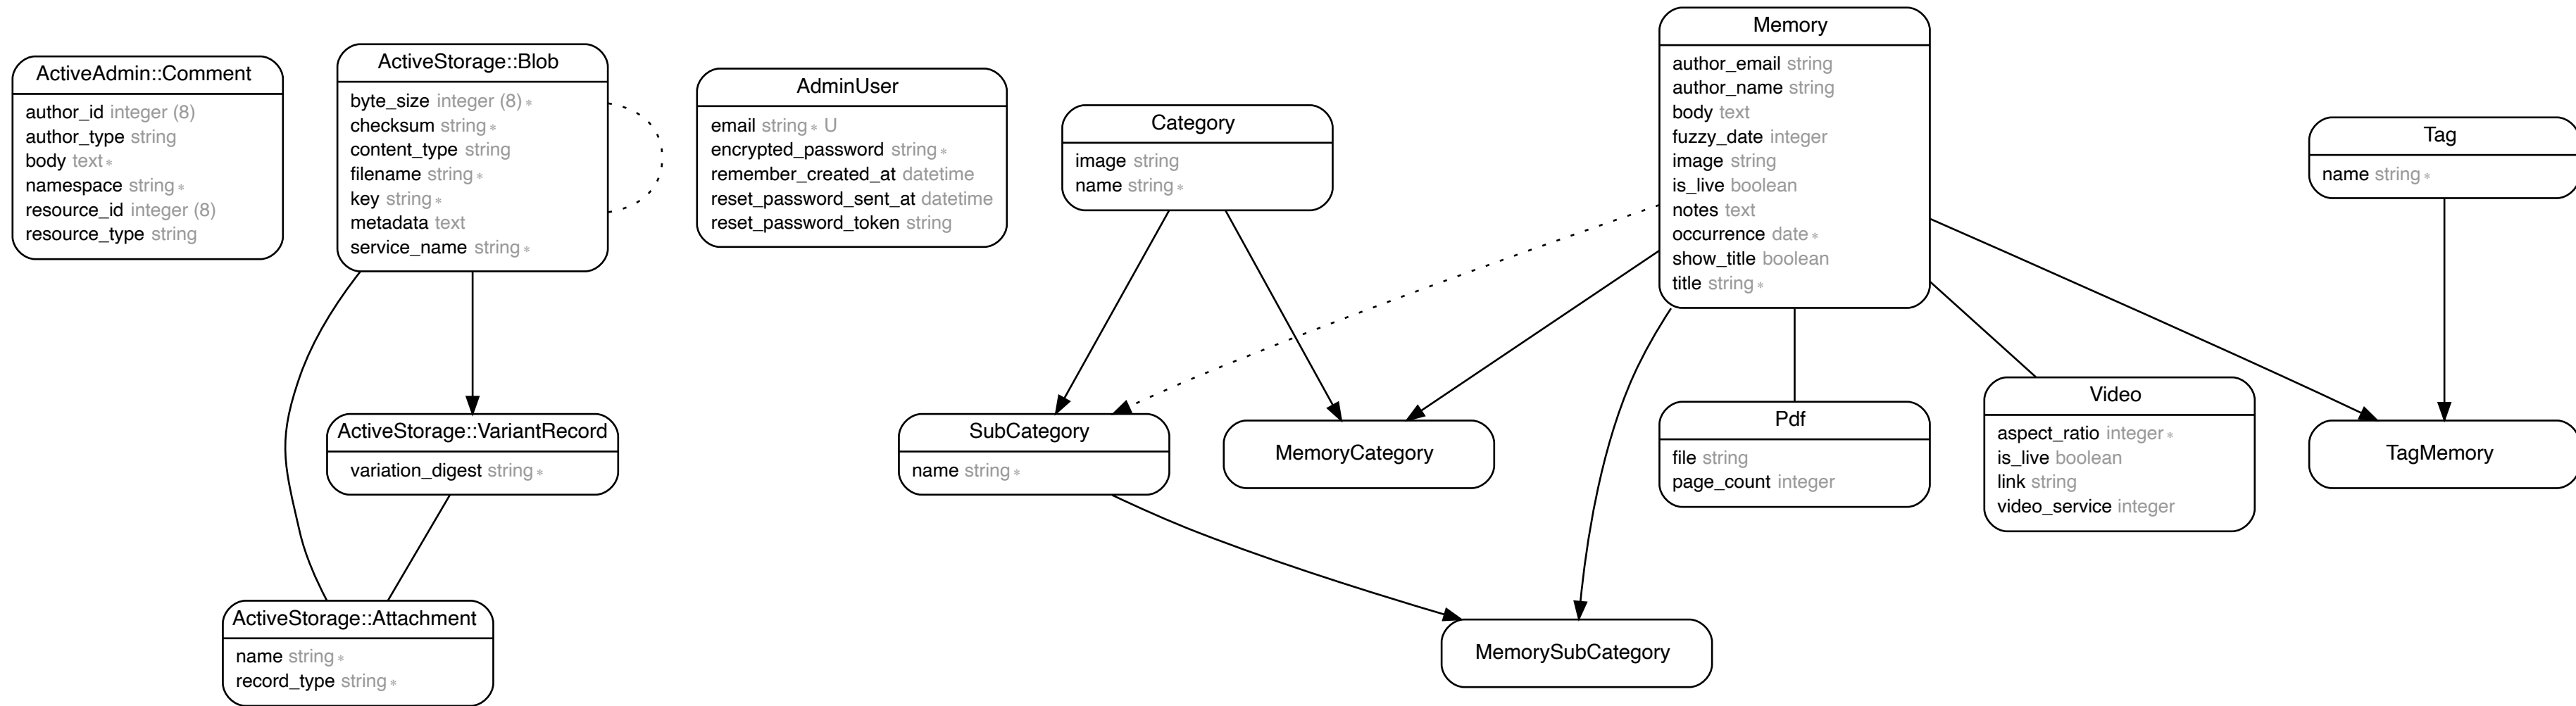 ActiveAdmin::Comment
author_id integer (8)
author_type string
body text *
namespace string *
resource_id integer (8)
resource_type string
ActiveStorage::Blob
byte_size integer (8) *
checksum string *
content_type string
filename string *
key string *
metadata text
service_name string *
AdminUser
email string * U
encrypted_password string *
remember_created_at datetime
reset_password_sent_at datetime
reset_password_token string
Category
image string
name string *
Memory
author_email string
author_name string
body text
fuzzy_date integer
image string
is_live boolean
notes text
occurrence date *
show_title boolean
title string *
Tag
name string *
ActiveStorage::VariantRecord
variation_digest string *
SubCategory
name string *
MemoryCategory
Pdf
file string
page_count integer
Video
aspect_ratio integer *
is_live boolean
link string
video_service integer
TagMemory
ActiveStorage::Attachment
name string *
record_type string *
MemorySubCategory